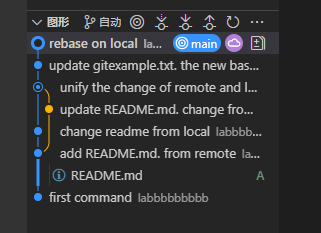 图形 自动
rebase on local la... main
update gitexample.txt. the new bas...
unify the change of remote and l...
update README.md. change fro...
change readme from local labbbb...
add README.md. from remote la...
README.md A
first command labbbbbbbbb